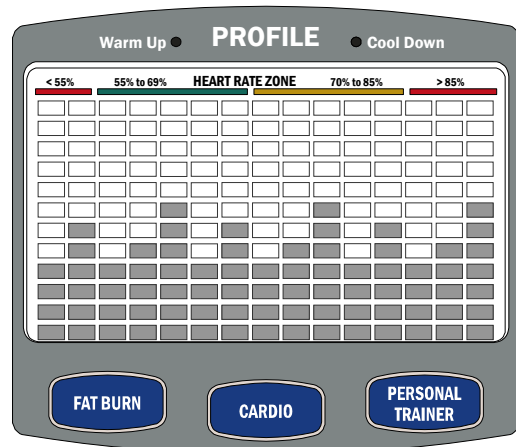 Warm Up PROFILE Cool Down
< 55% 55% to 69% HEART RATE ZONE 70% to 85% > 85%
FAT BURN
CARDIO
PERSONAL
TRAINER